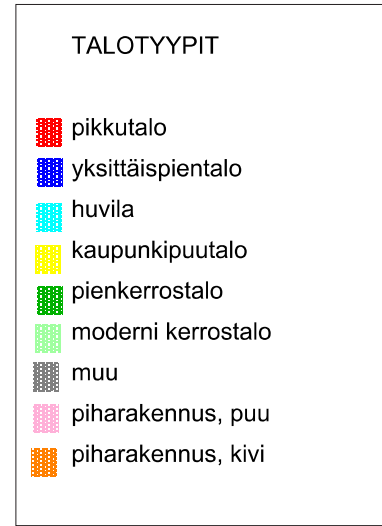 TALOTYYPIT
pikkutalo
yksittäispientalo
huvila
kaupunkipuutalo
pienkerrostalo
moderni kerrostalo
muu
piharakennus, puu
piharakennus, kivi